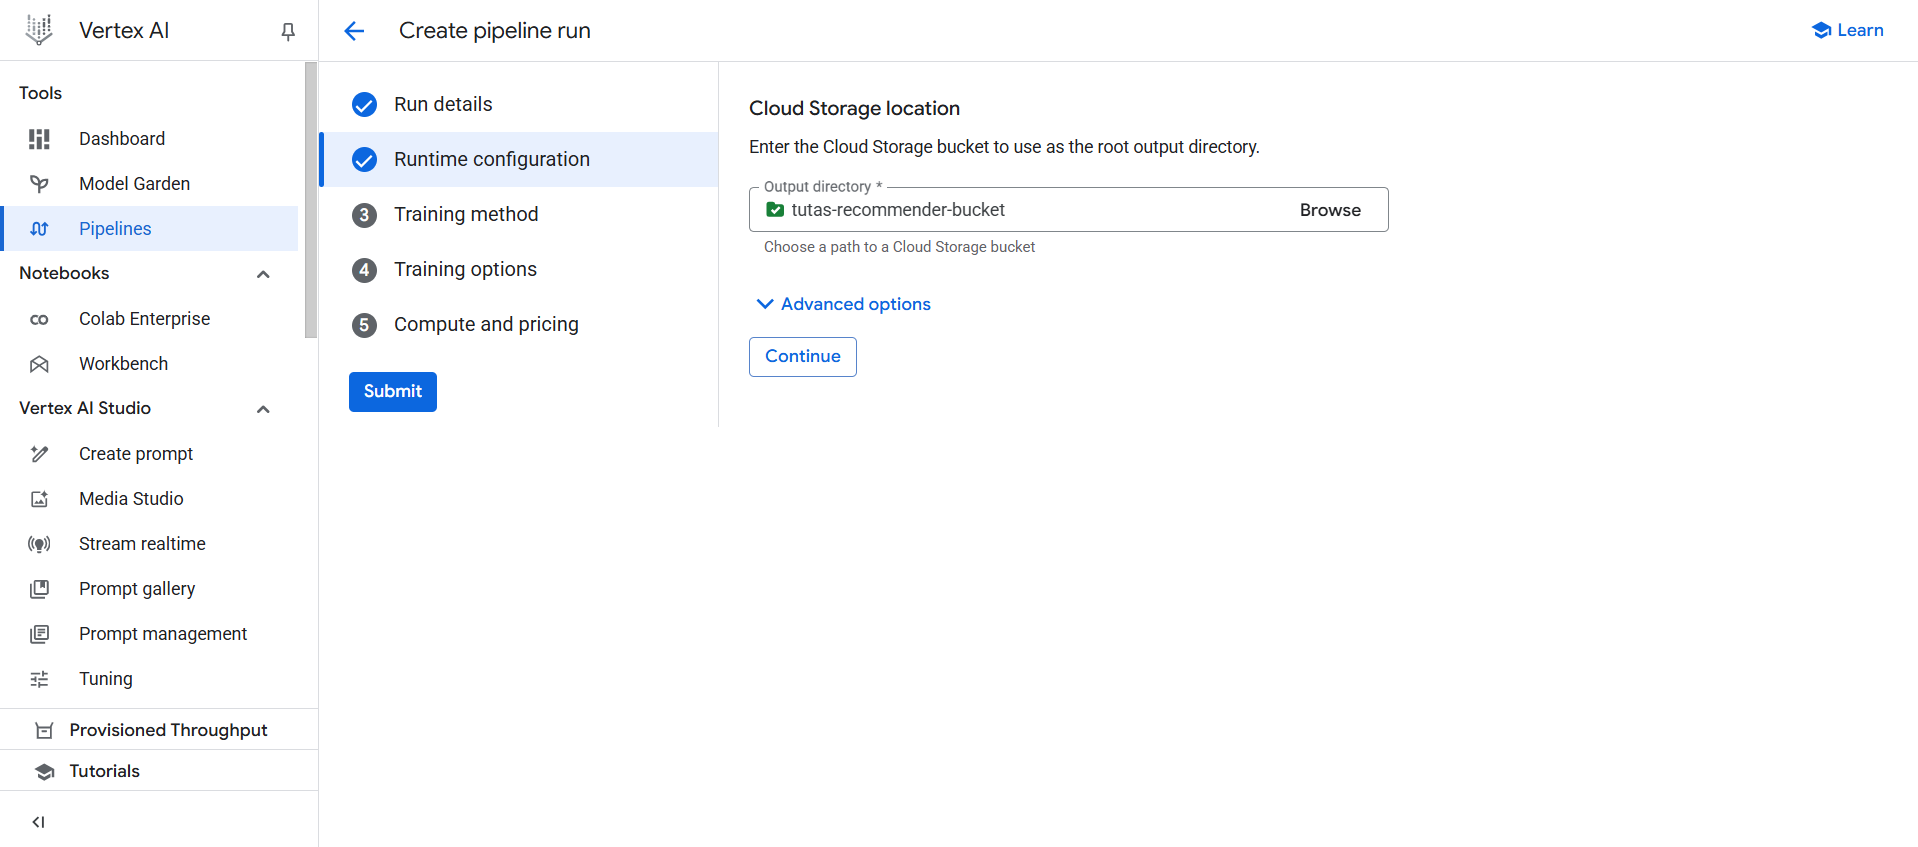 Vertex AI
Create pipeline run
Learn
Tools
Dashboard
Model Garden
Pipelines
Notebooks
Colab Enterprise
Workbench
Vertex AI Studio
Create prompt
Media Studio
Stream realtime
Prompt gallery
Prompt management
Tuning
Provisioned Throughput
Tutorials
Run details
Runtime configuration
3 Training method
4 Training options
5 Compute and pricing
Submit
Cloud Storage location
Enter the Cloud Storage bucket to use as the root output directory.
Output directory *
tutas-recommender-bucket Browse
Choose a path to a Cloud Storage bucket
Advanced options
Continue